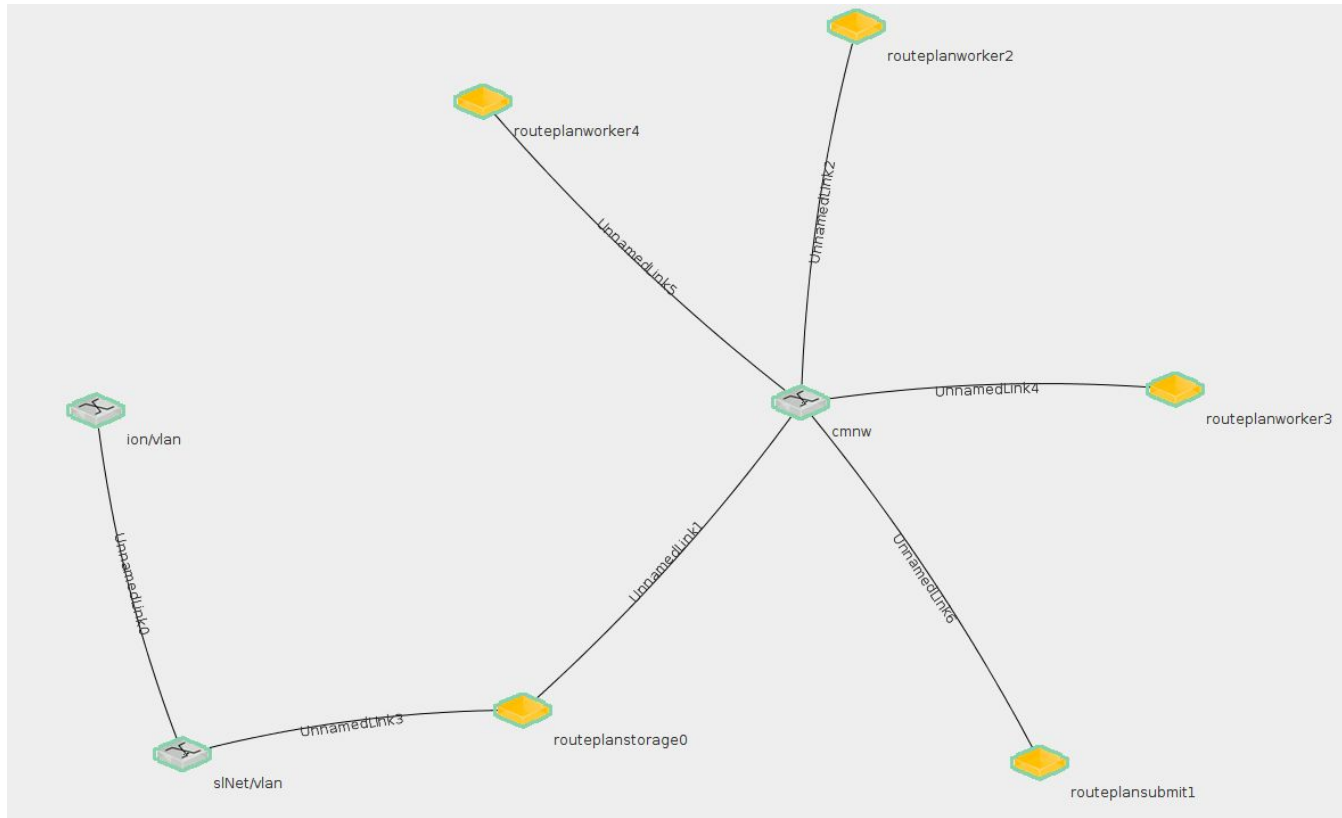 routeplanworker2
routeplanworker4
UnnamedLink2
UnnamedLink5
UnnamedLink4
routeplanworker3
cmnw
ion/vlan
UnnamedLink1
UnnamedLink0
UnnamedLink6
UnnamedLink3
routeplanstorage0
slNet/vlan
routeplansubmit1